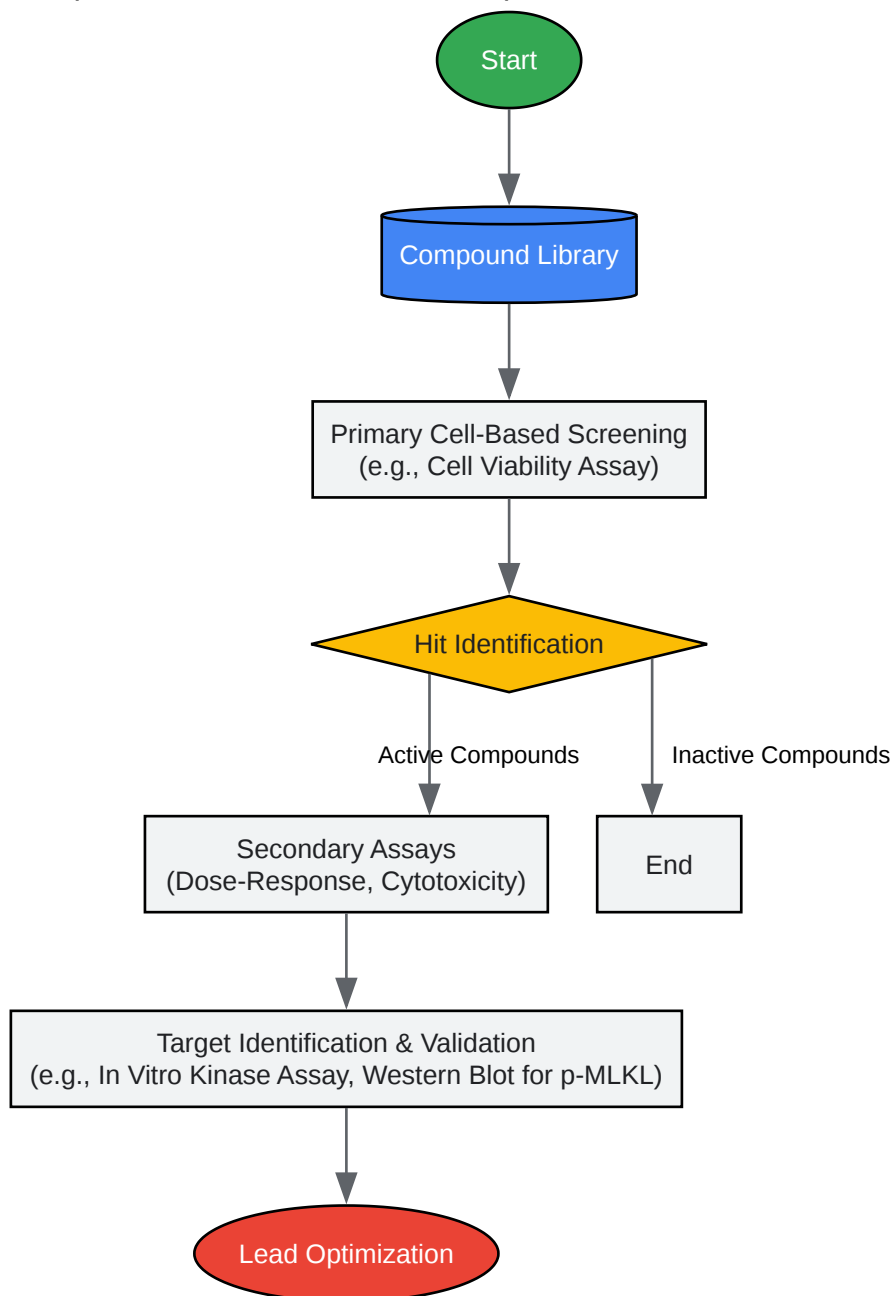 Start
Compound Library
Primary Cell-Based Screening
(e.g., Cell Viability Assay)
Hit Identification
Active Compounds
Inactive Compounds
Secondary Assays
(Dose-Response, Cytotoxicity)
End
Target Identification & Validation
(e.g., In Vitro Kinase Assay, Western Blot for p-MLKL)
Lead Optimization